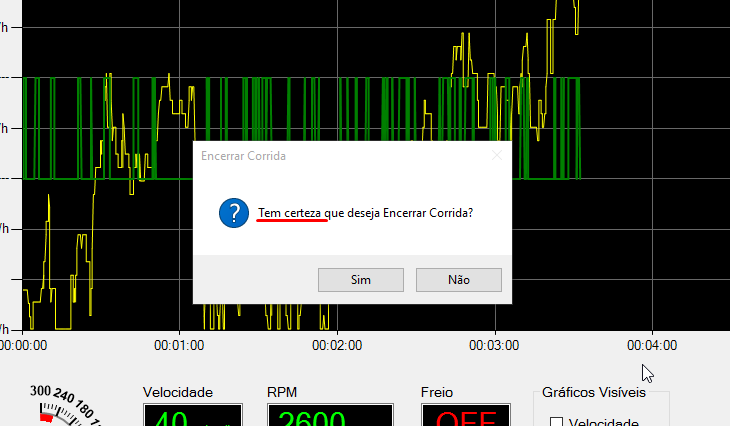 /h
/h
/h
/h
Encerrar Corrida
Tem certeza que deseja Encerrar Corrida?
Sim
Não
00:00:00
00:01:00
00:02:00
00:03:00
00:04:00
Velocidade
RPM
Freio
Gráficos Visíveis
300 240 180
40
2600
OFF
Velocidade